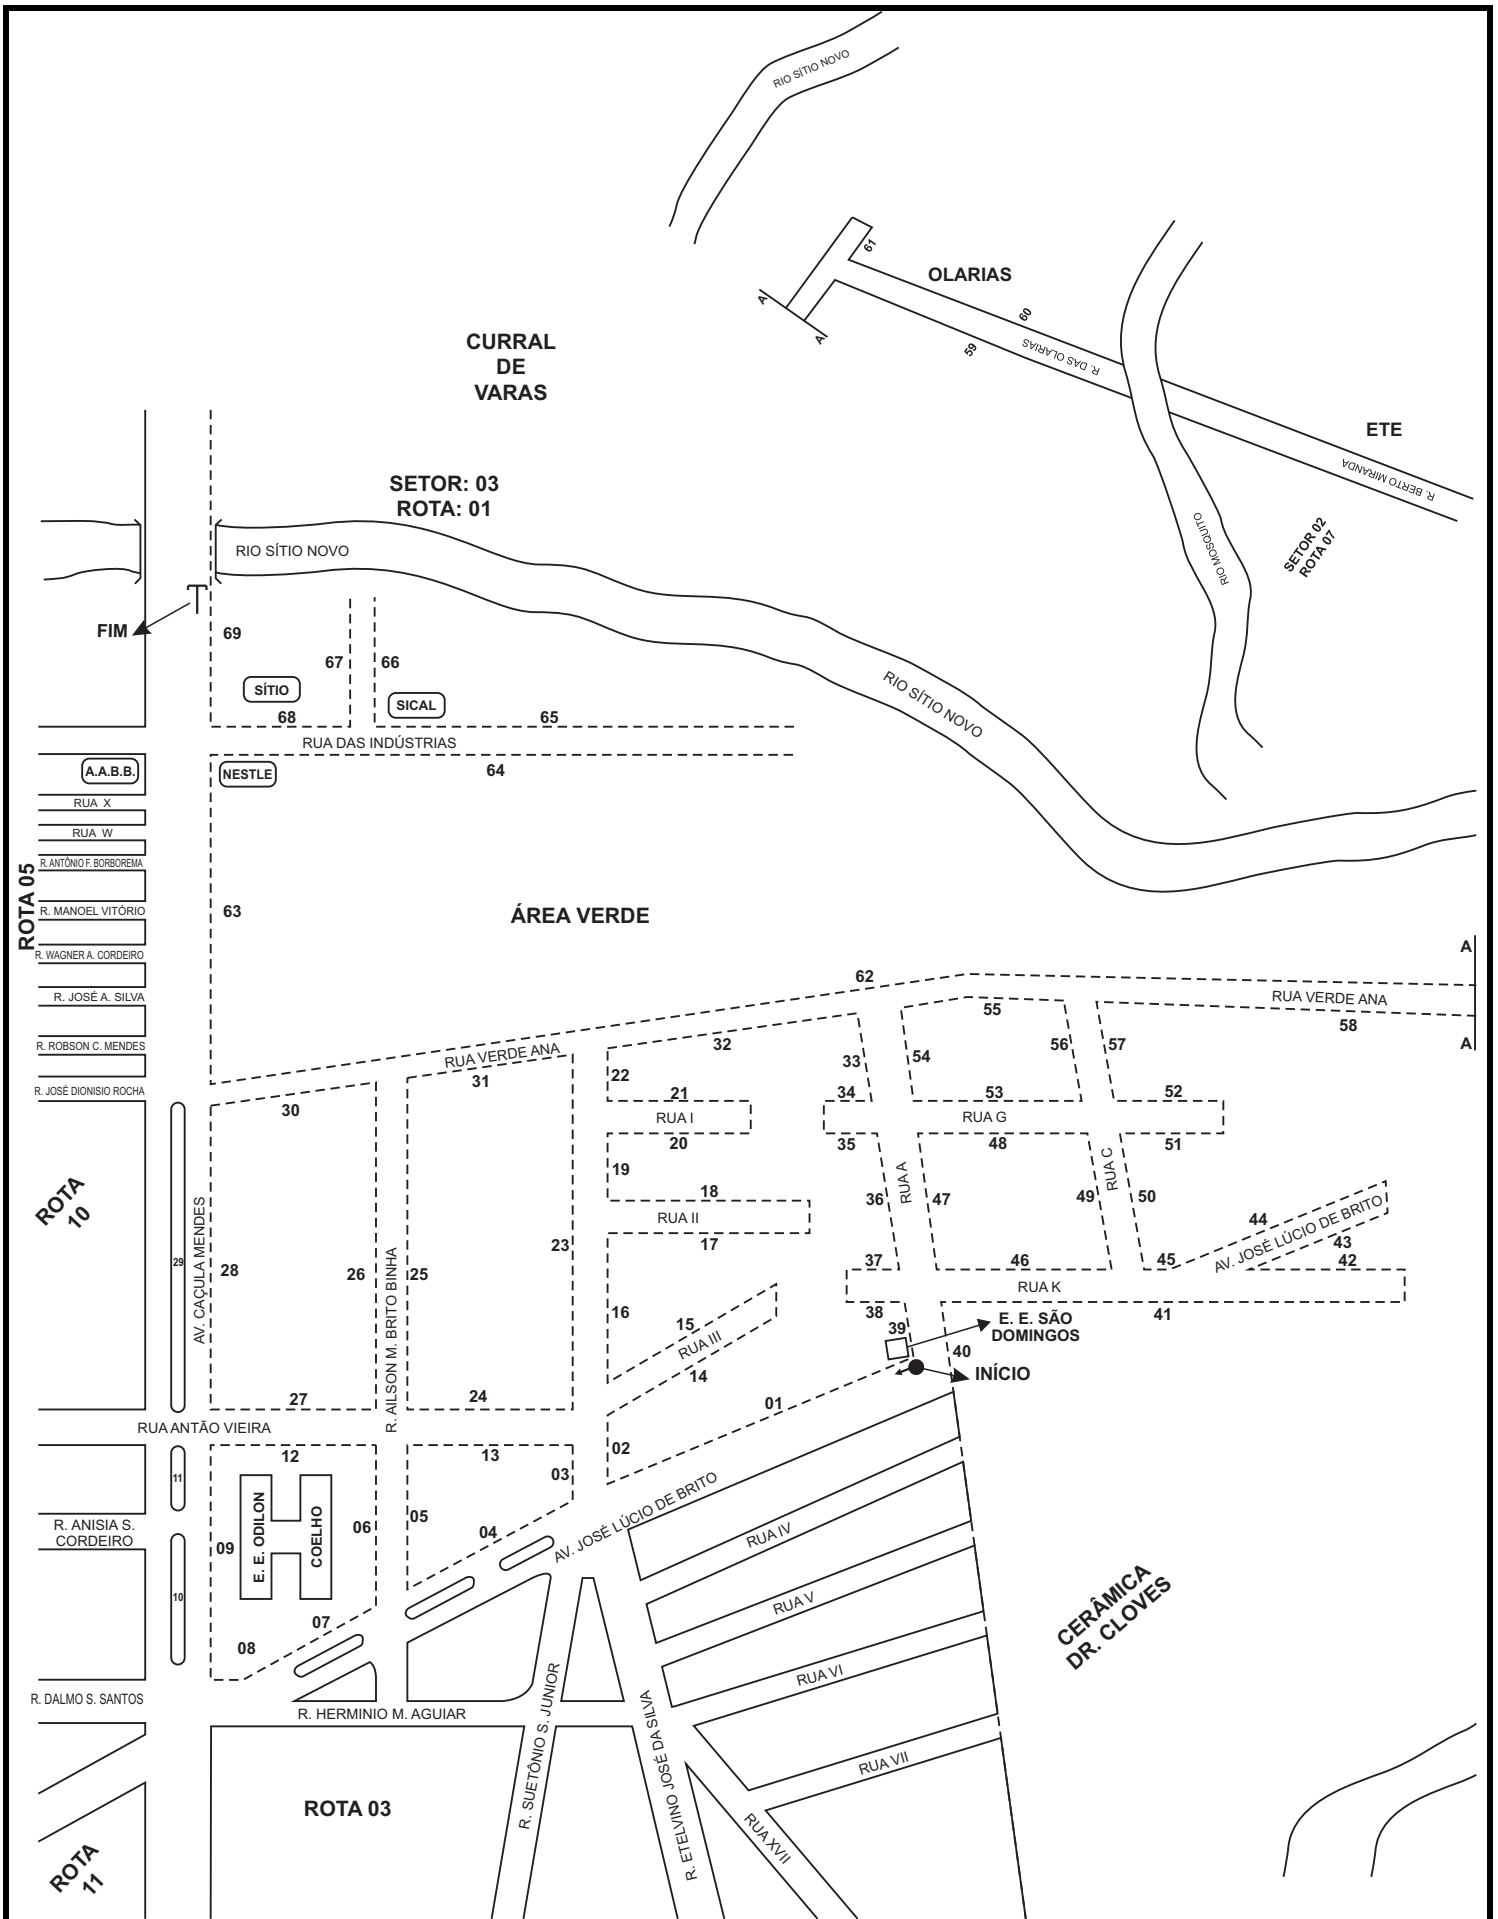 RIO SÍTIO NOVO
61
OLARIAS
A
A
60
59
R. DAS OLARIAS
CURRAL
DE
VARAS
ETE
R. BERTO MIRANDA
SETOR: 03
ROTA: 01
RIO MOSQUITO
SETOR 02
ROTA 07
RIO SÍTIO NOVO
FIM
69
67
66
SÍTIO
SICAL
68
65
RIO SÍTIO NOVO
RUA DAS INDÚSTRIAS
A.A.B.B.
NESTLE
64
RUA X
RUA W
R. ANTÔNIO F. BORBOREMA
ROTA 05
R. MANOEL VITÓRIO
63
ÁREA VERDE
R. WAGNER A. CORDEIRO
A
62
R. JOSÉ A. SILVA
RUA VERDE ANA
55
58
R. ROBSON C. MENDES
32
33
54
56
57
A
RUA VERDE ANA
31
22
R. JOSÉ DIONISIO ROCHA
30
21
34
53
52
RUA I
RUA G
20
35
48
51
19
RUA A
RUA C
ROTA
10
18
36
47
49
50
RUA II
44
AV. JOSÉ LÚCIO DE BRITO
43
17
23
29
AV. CAÇULA MENDES
28
26
R. AILSON M. BRITO BINHA
25
37
46
45
42
RUA K
16
15
38
41
RUA III
39
E. E. SÃO
DOMINGOS
40
14
INÍCIO
27
24
01
RUA ANTÃO VIEIRA
12
13
02
11
03
AV. JOSÉ LÚCIO DE BRITO
R. ANISIA S.
CORDEIRO
09
E. E. ODILON
COELHO
06
05
04
RUA IV
10
RUA V
07
CERÂMICA
DR. CLOVES
08
RUA VI
R. DALMO S. SANTOS
R. HERMINIO M. AGUIAR
R. SUETÔNIO S. JUNIOR
R. ETELVINO JOSÉ DA SILVA
RUA VII
ROTA 03
RUA XVII
ROTA
11